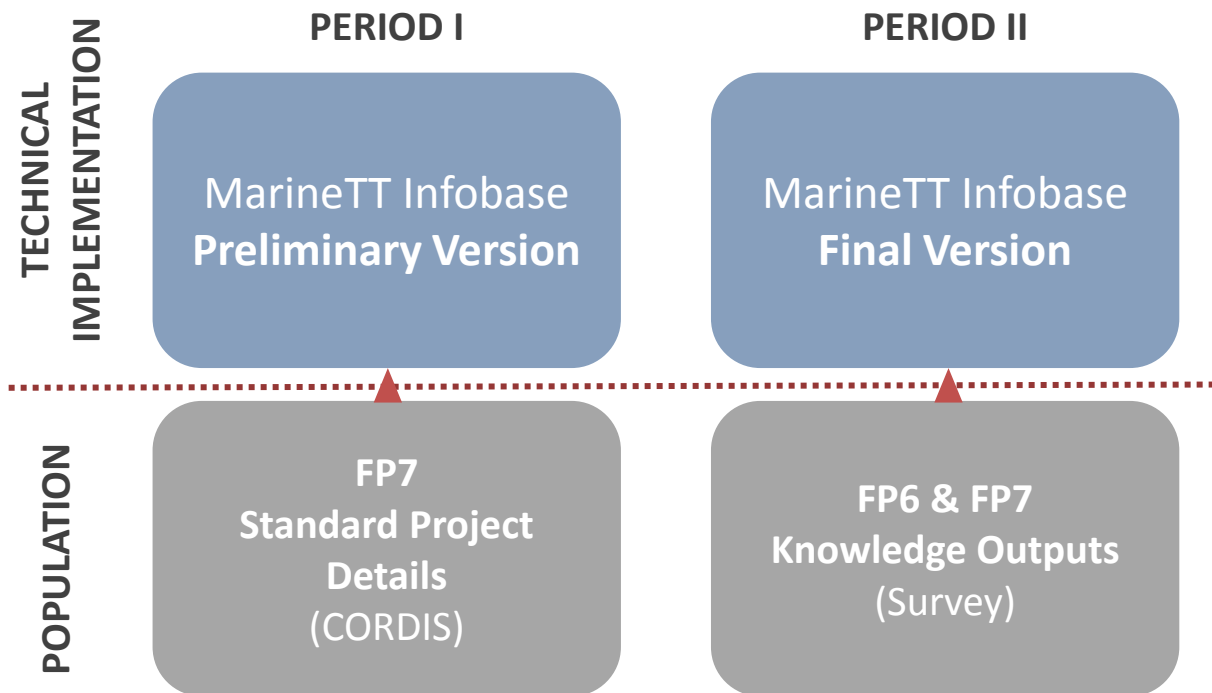 PERIOD I
PERIOD II
TECHNICAL
IMPLEMENTATION
MarineTT Infobase
Preliminary Version
MarineTT Infobase
Final Version
POPULATION
FP7
Standard Project
Details
(CORDIS)
FP6 & FP7
Knowledge Outputs
(Survey)